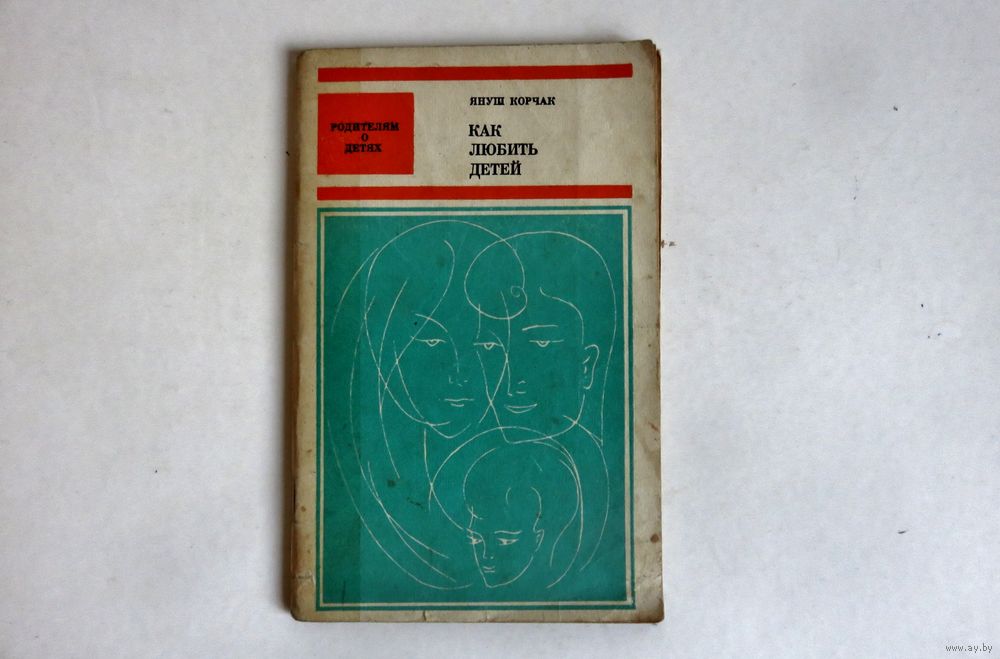 РОДИТЕЛЯМ
О
ДЕТЯХ
ЯНУШ КОРЧАК
КАК
ЛЮБИТЬ
ДЕТЕЙ
www.ay.by